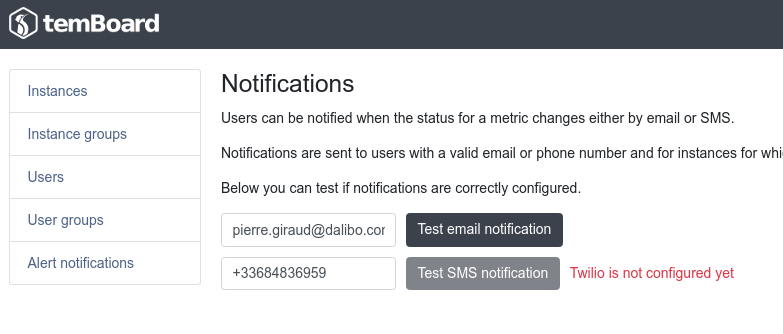 temBoard
Instances
Instance groups
Users
User groups
Alert notifications
Notifications
Users can be notified when the status for a metric changes either by email or SMS.
Notifications are sent to users with a valid email or phone number and for instances for whi
Below you can test if notifications are correctly configured.
pierre.giraud@dalibo.cor
Test email notification
+33684836959
Test SMS notification
Twilio is not configured yet